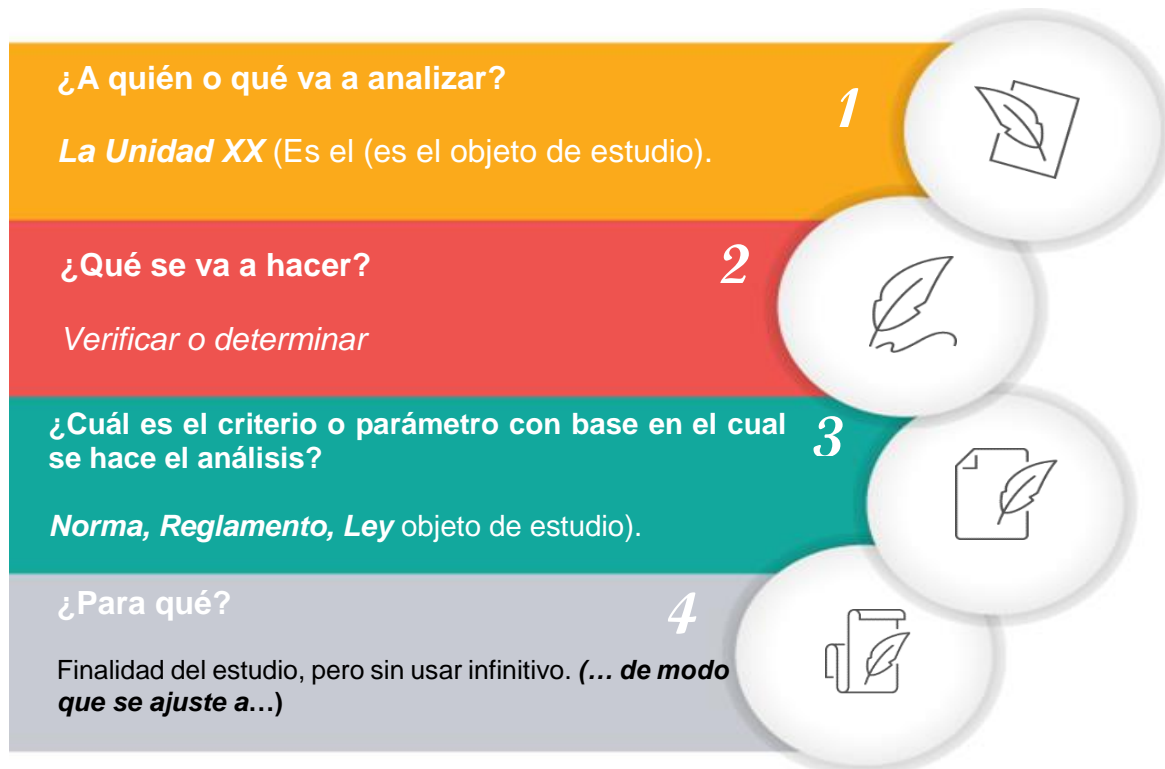 ¿A quién o qué va a analizar?
1
La Unidad XX (Es el (es el objeto de estudio).
¿Qué se va a hacer?
2
Verificar o determinar
¿Cuál es el criterio o parámetro con base en el cual
se hace el análisis?
3
Norma, Reglamento, Ley objeto de estudio).
¿Para qué?
4
Finalidad del estudio, pero sin usar infinitivo. (... de modo
que se ajuste a...)